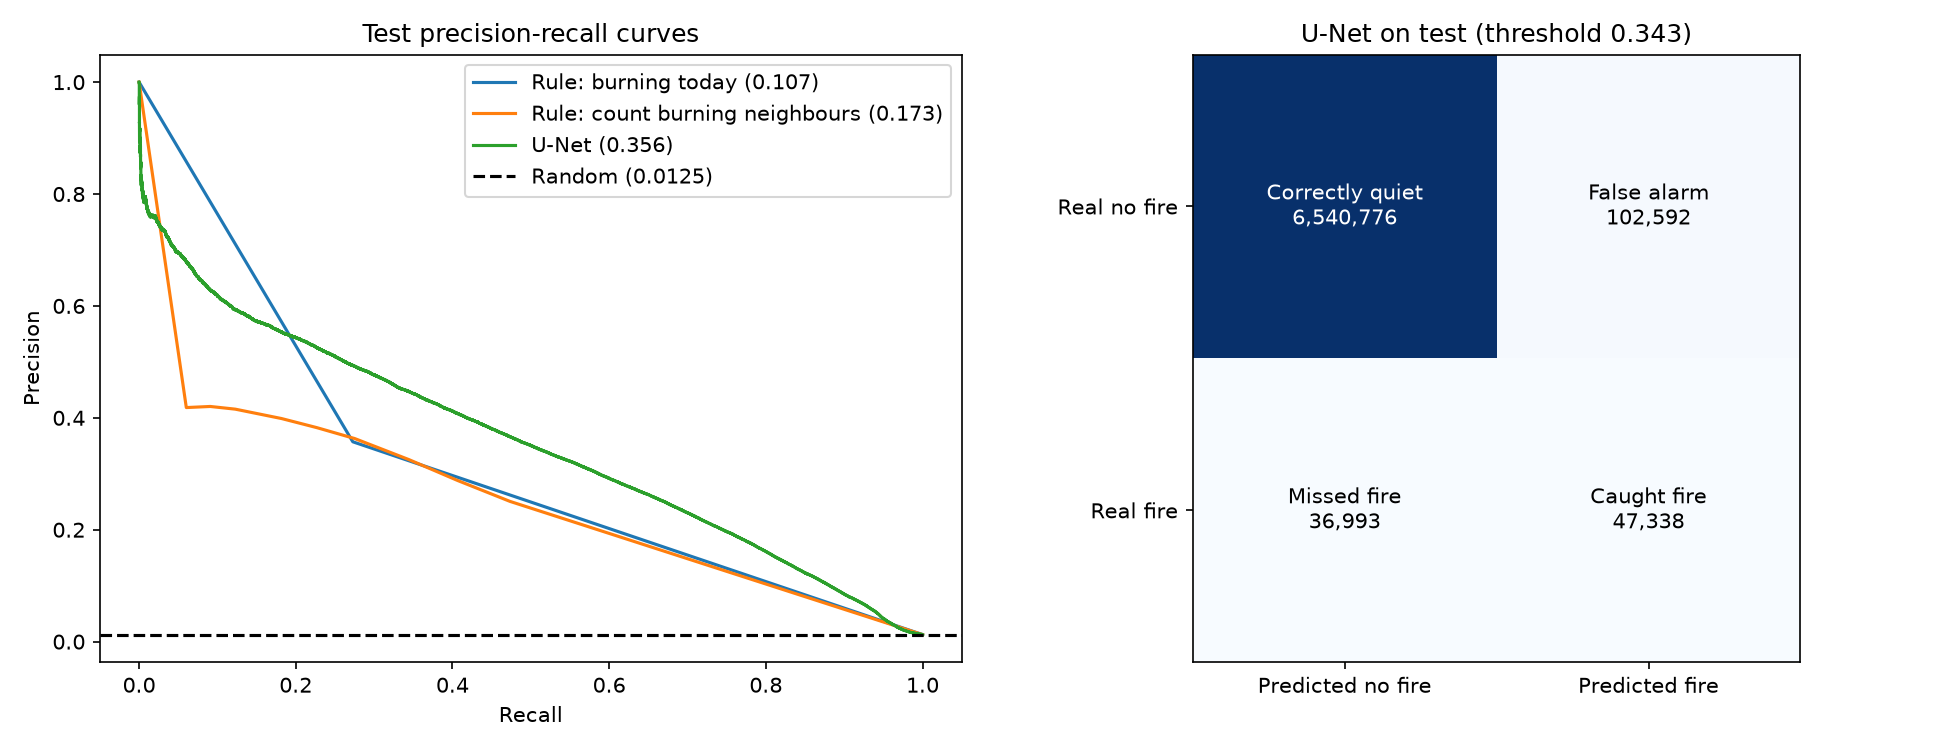 Test precision-recall curves
1.0
0.8
0.6
0.4
0.2
0.0
Precision
0.0
0.2
0.4
0.6
0.8
1.0
Recall
Rule: burning today (0.107)
Rule: count burning neighbours (0.173)
U-Net (0.356)
Random (0.0125)
U-Net on test (threshold 0.343)
Real no fire
Real fire
Correctly quiet
6,540,776
False alarm
102,592
Missed fire
36,993
Caught fire
47,338
Predicted no fire
Predicted fire